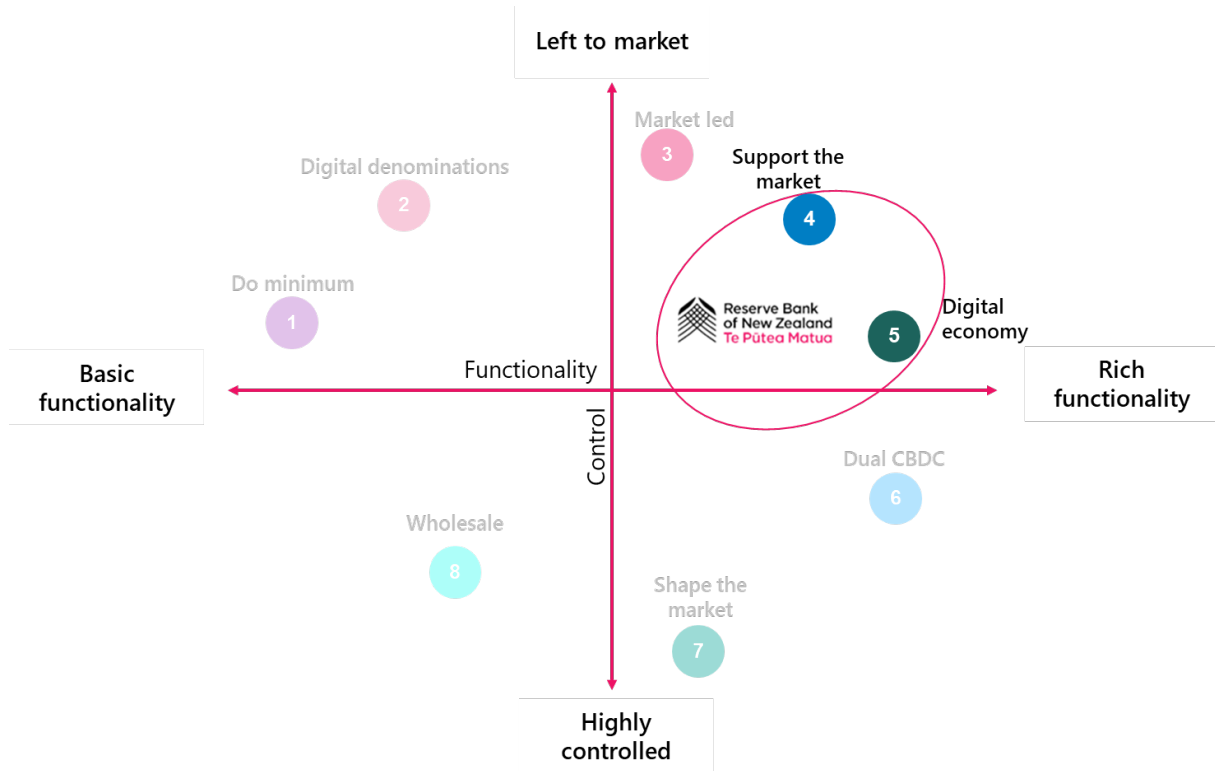 Left to market
Market led
3
Support the
market
4
Digital denominations
2
Do minimum
1
Reserve Bank
of New Zealand
Te Pūtea Matua
Digital
economy
5
Basic
functionality
Functionality
Rich
functionality
Control
Dual CBDC
6
Wholesale
8
Shape the
market
7
Highly
controlled